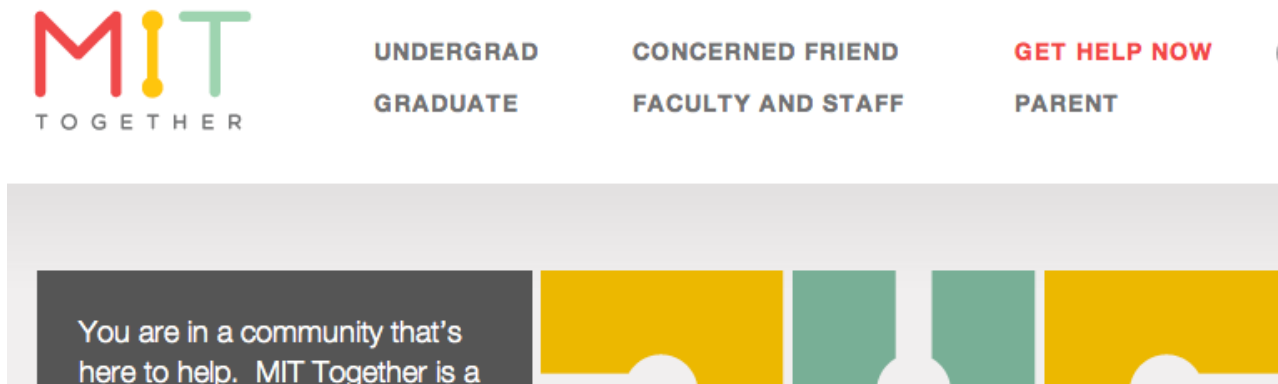 MIT
TOGETHER
UNDERGRAD
CONCERNED FRIEND
GET HELP NOW
GRADUATE
FACULTY AND STAFF
PARENT
You are in a community that's
here to help. MIT Together is a